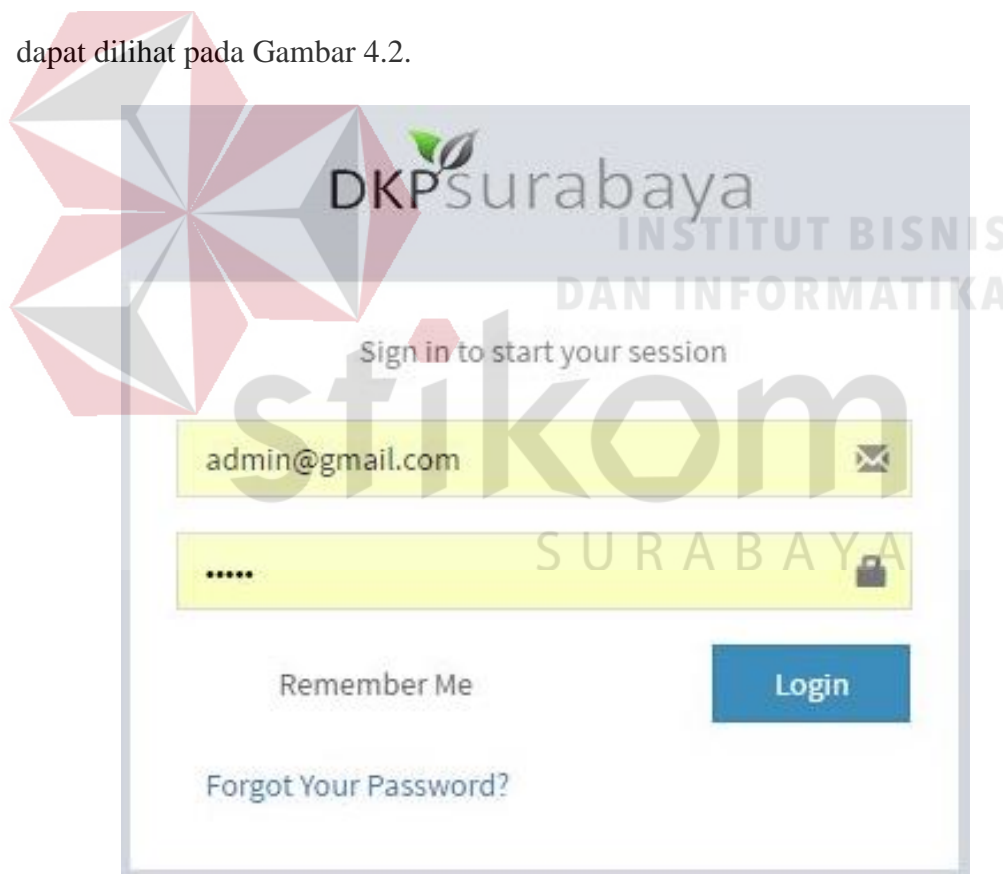 dapat dilihat pada Gambar 4.2.
DKPsurabaya
INSTITUT BISNIS
DAN INFORMATIKA
Sign in to start your session
stikom
admin@gmail.com
SURABAYA
•••••
Remember Me
Login
Forgot Your Password?